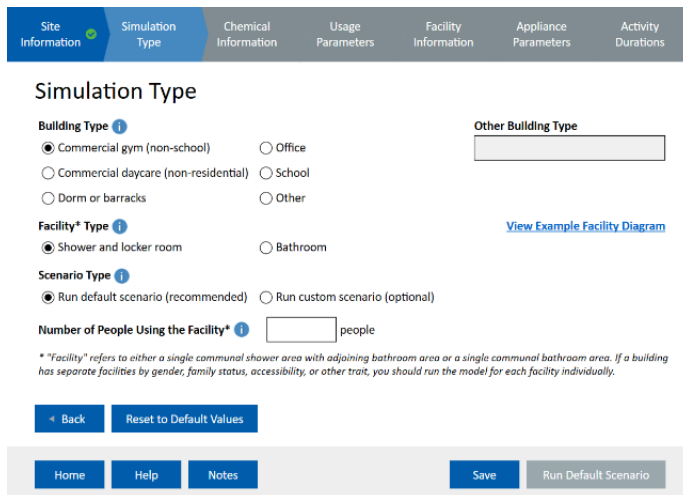 Site Information
Simulation Type
Chemical Information
Usage Parameters
Facility Information
Appliance Parameters
Activity Durations
Simulation Type
Building Type i
Other Building Type
Commercial gym (non-school)
Office
Commercial daycare (non-residential)
School
Dorm or barracks
Other
Facility* Type i
View Example Facility Diagram
Shower and locker room
Bathroom
Scenario Type i
Run default scenario (recommended)
Run custom scenario (optional)
Number of People Using the Facility* i
people
* "Facility" refers to either a single communal shower area with adjoining bathroom area or a single communal bathroom area. If a building
has separate facilities by gender, family status, accessibility, or other trait, you should run the model for each facility individually.
Back
Reset to Default Values
Home
Help
Notes
Save
Run Default Scenario